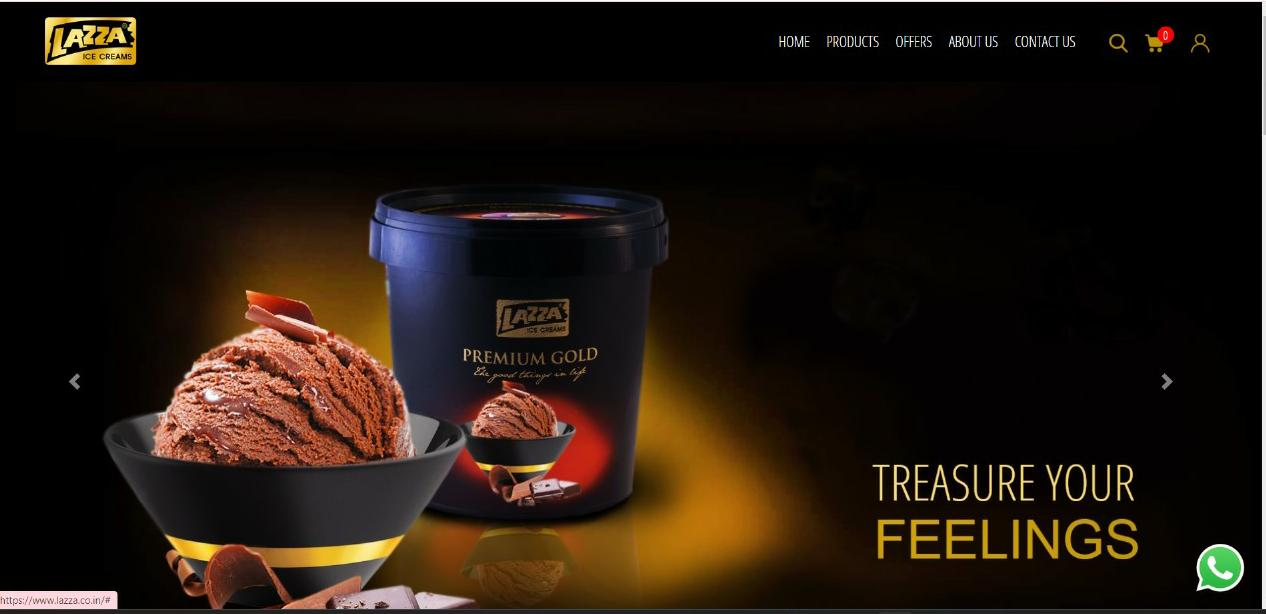 LAZZA
ICE CREAMS
HOME PRODUCTS OFFERS ABOUT US CONTACT US
0
LAZZA
ICE CREAMS
PREMIUM GOLD
The good things in life
TREASURE YOUR
FEELINGS
https://www.lazza.co.in/#